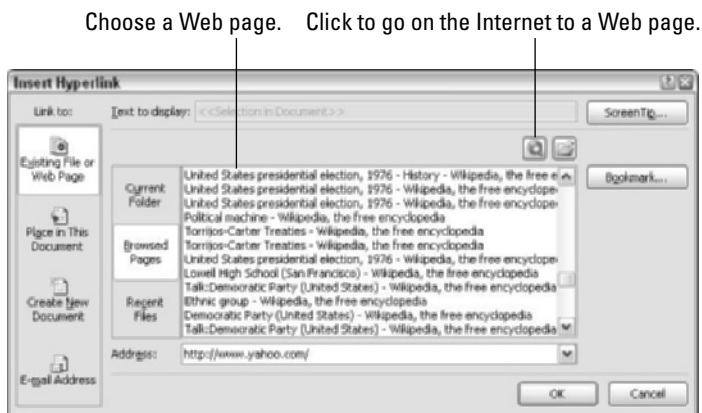 Choose a Web page. Click to go on the Internet to a Web page.
Insert Hyperlink
Link to:
Text to display: <<Selection in Document>>
ScreenTip...
Existing File or
Web Page
Place in This
Document
Create New
Document
E-mail Address
Current
Folder
Browsed
Pages
Recent
Files
United States presidential election, 1976 - History - Wikipedia, the free e
United States presidential election, 1976 - Wikipedia, the free encyclope
United States presidential election, 1976 - Wikipedia, the free encyclope
Political machine - Wikipedia, the free encyclopedia
Torrijos-Carter Treaties - Wikipedia, the free encyclopedia
Torrijos-Carter Treaties - Wikipedia, the free encyclopedia
United States presidential election, 1976 - Wikipedia, the free encyclope
Lowell High School (San Francisco) - Wikipedia, the free encyclopedia
Talk:Democratic Party (United States) - Wikipedia, the free encyclopedia
Ethnic group - Wikipedia, the free encyclopedia
Democratic Party (United States) - Wikipedia, the free encyclopedia
Talk:Democratic Party (United States) - Wikipedia, the free encyclopedia
Bookmark...
Address: http://www.yahoo.com/
OK Cancel